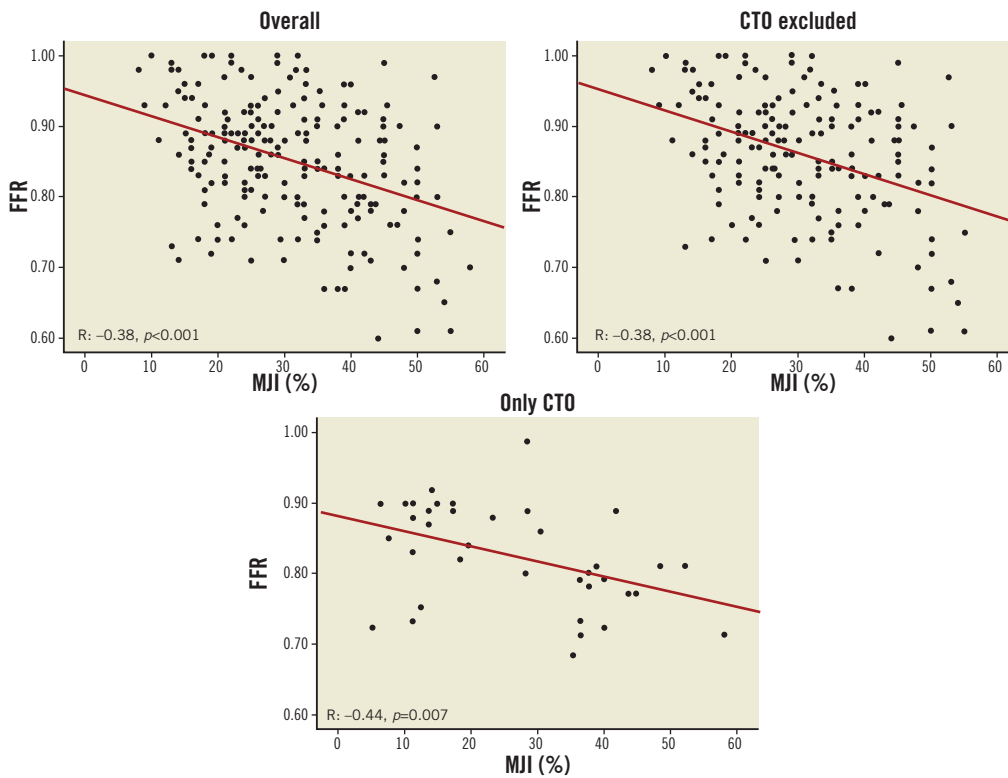 Overall
FFR
1.00
0.90
0.80
0.70
0.60
R: –0.38, p<0.001
0 10 20 30 40 50 60
MJI (%)
CTO excluded
FFR
1.00
0.90
0.80
0.70
0.60
R: –0.38, p<0.001
0 10 20 30 40 50 60
MJI (%)
Only CTO
FFR
1.00
0.90
0.80
0.70
0.60
R: –0.44, p=0.007
0 10 20 30 40 50 60
MJI (%)